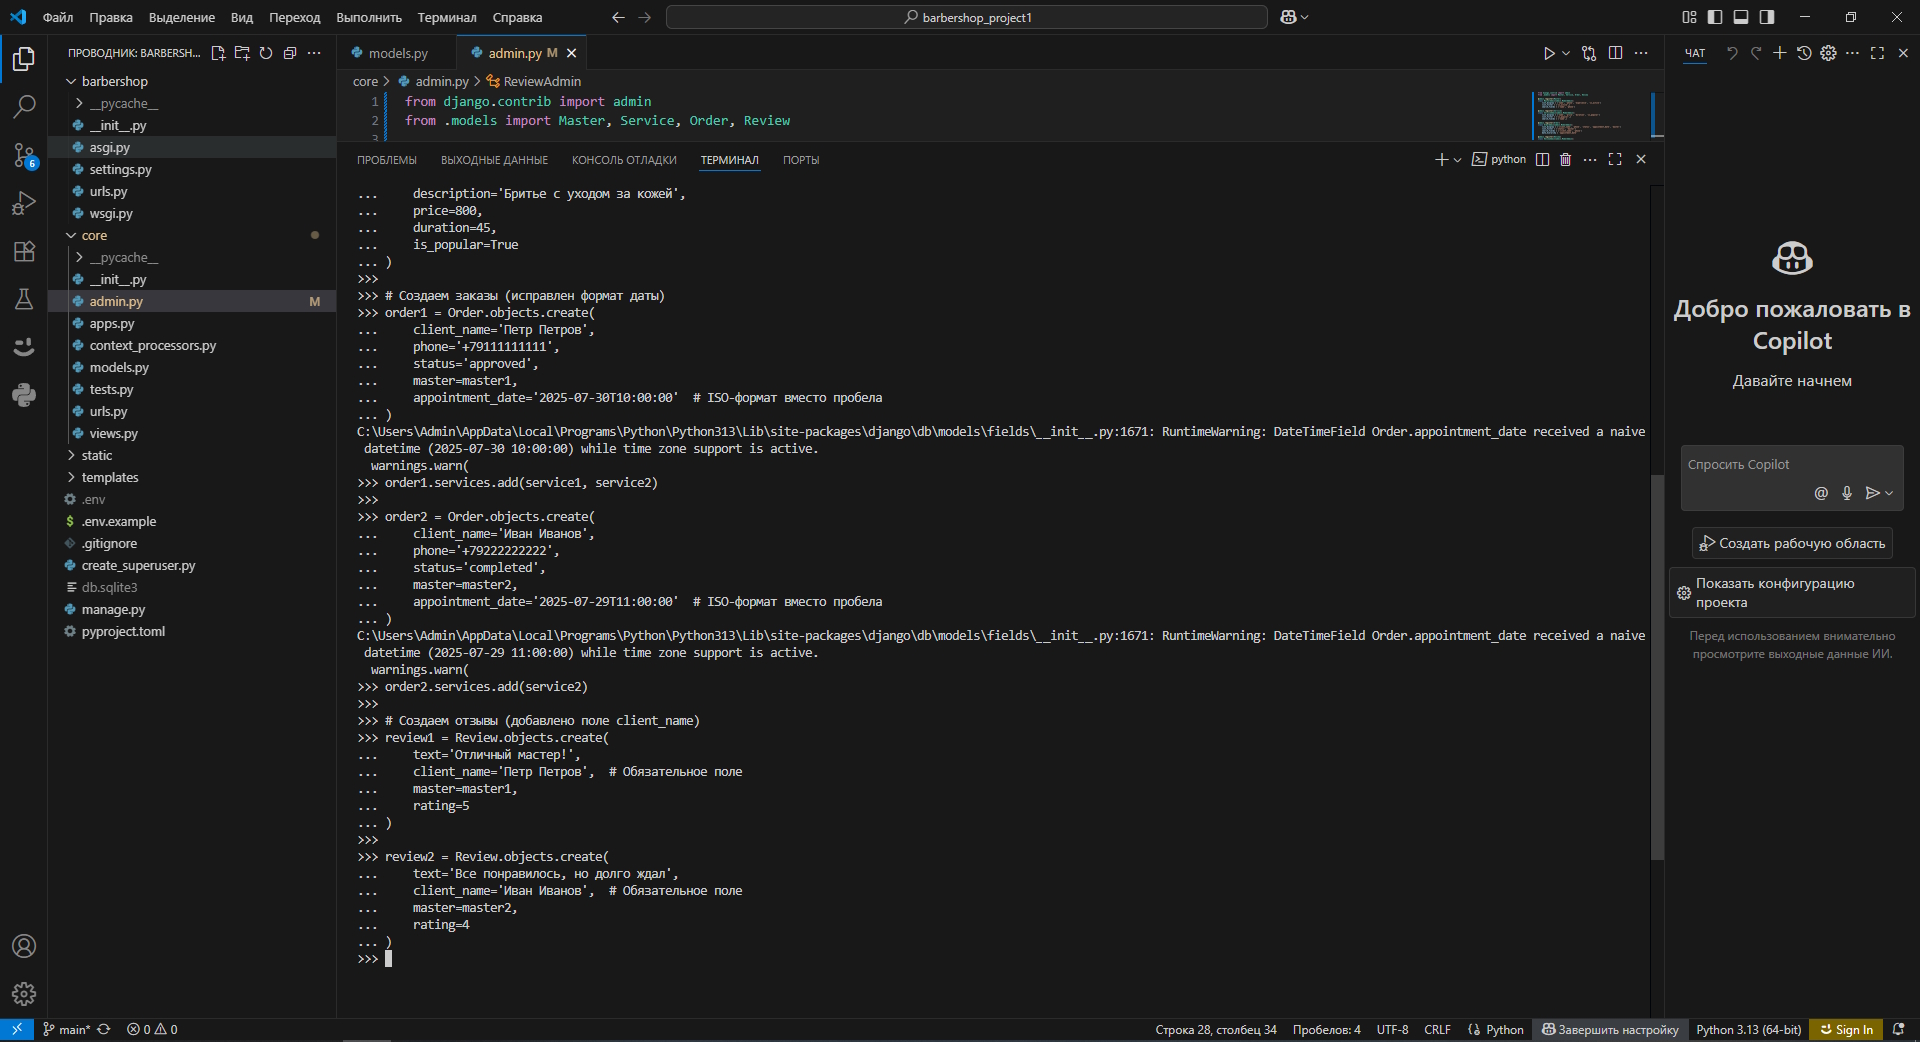 Файл Правка Выделение Вид Переход Выполнить Терминал Справка
barbershop_project1
ПРОВОДНИК: BARBERSH...
barbershop
__pycache__
__init__.py
asgi.py
settings.py
urls.py
wsgi.py
core
__pycache__
__init__.py
admin.py M
apps.py
context_processors.py
models.py
tests.py
urls.py
views.py
static
templates
.env
.env.example
.gitignore
create_superuser.py
db.sqlite3
manage.py
pyproject.toml
6
models.py
admin.py M
core > admin.py > ReviewAdmin
1 from django.contrib import admin
2 from .models import Master, Service, Order, Review
3
ПРОБЛЕМЫ ВЫХОДНЫЕ ДАННЫЕ КОНСОЛЬ ОТЛАДКИ ТЕРМИНАЛ ПОРТЫ
python
...     description='Бритье с уходом за кожей',
...     price=800,
...     duration=45,
...     is_popular=True
... )
>>>
>>> # Создаем заказы (исправлен формат даты)
>>> order1 = Order.objects.create(
...     client_name='Петр Петров',
...     phone='+79111111111',
...     status='approved',
...     master=master1,
...     appointment_date='2025-07-30T10:00:00'  # ISO-формат вместо пробела
... )
C:\Users\Admin\AppData\Local\Programs\Python\Python313\Lib\site-packages\django\db\models\fields\__init__.py:1671: RuntimeWarning: DateTimeField Order.appointment_date received a naive
datetime (2025-07-30 10:00:00) while time zone support is active.
  warnings.warn(
>>> order1.services.add(service1, service2)
>>>
>>> order2 = Order.objects.create(
...     client_name='Иван Иванов',
...     phone='+79222222222',
...     status='completed',
...     master=master2,
...     appointment_date='2025-07-29T11:00:00'  # ISO-формат вместо пробела
... )
C:\Users\Admin\AppData\Local\Programs\Python\Python313\Lib\site-packages\django\db\models\fields\__init__.py:1671: RuntimeWarning: DateTimeField Order.appointment_date received a naive
datetime (2025-07-29 11:00:00) while time zone support is active.
  warnings.warn(
>>> order2.services.add(service2)
>>>
>>> # Создаем отзывы (добавлено поле client_name)
>>> review1 = Review.objects.create(
...     text='Отличный мастер!',
...     client_name='Петр Петров',  # Обязательное поле
...     master=master1,
...     rating=5
... )
>>>
>>> review2 = Review.objects.create(
...     text='Все понравилось, но долго ждал',
...     client_name='Иван Иванов',  # Обязательное поле
...     master=master2,
...     rating=4
... )
>>>
ЧАТ
Добро пожаловать в
Copilot
Давайте начнем
Спросить Copilot
Создать рабочую область
Показать конфигурацию
проекта
Перед использованием внимательно
просмотрите выходные данные ИИ.
main* 0 0
Строка 28, столбец 34 Пробелов: 4 UTF-8 CRLF Python Завершить настройку Python 3.13 (64-bit) Sign In